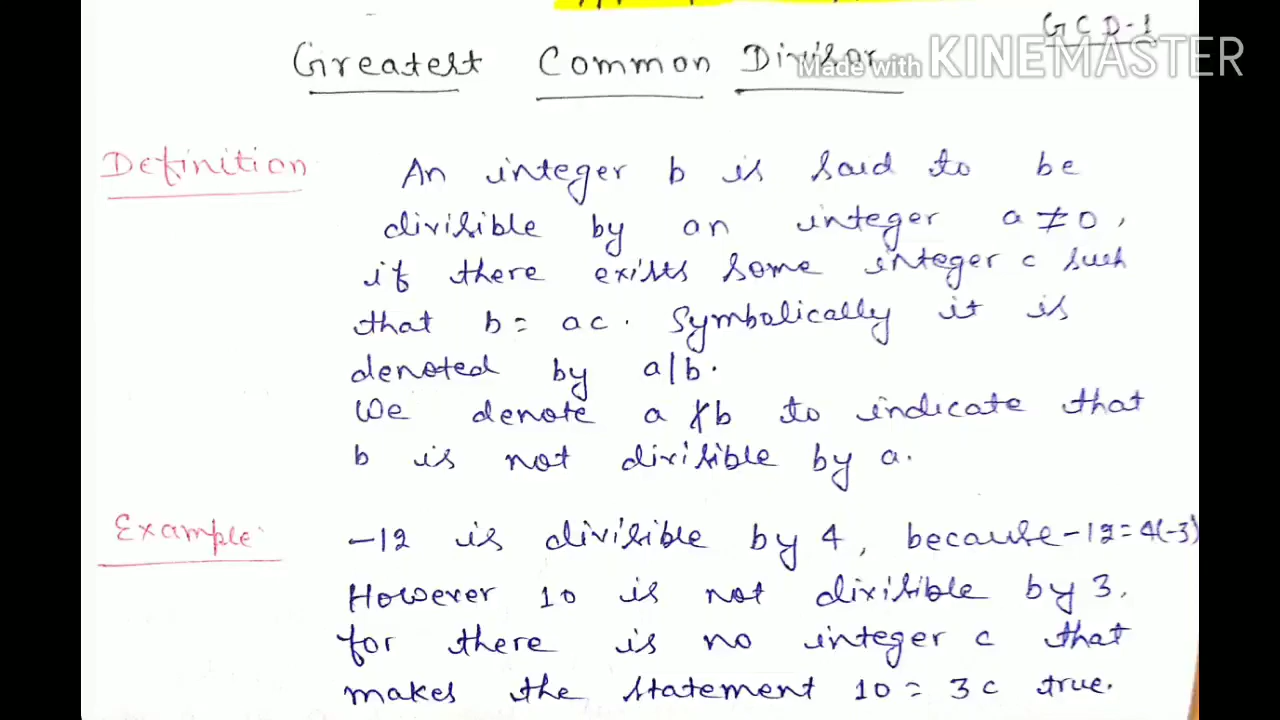 GCD-1
Greatest Common Divisor
Made with KINEMASTER
Definition An integer b is said to be
divisible by an integer a ≠ 0,
if there exists some integer c such
that b = ac. Symbolically it is
denoted by a|b.
We denote a ∤ b to indicate that
b is not divisible by a.
Example: -12 is divisible by 4, because -12 = 4(-3)
However 10 is not divisible by 3,
for there is no integer c that
makes the statement 10 = 3c true.